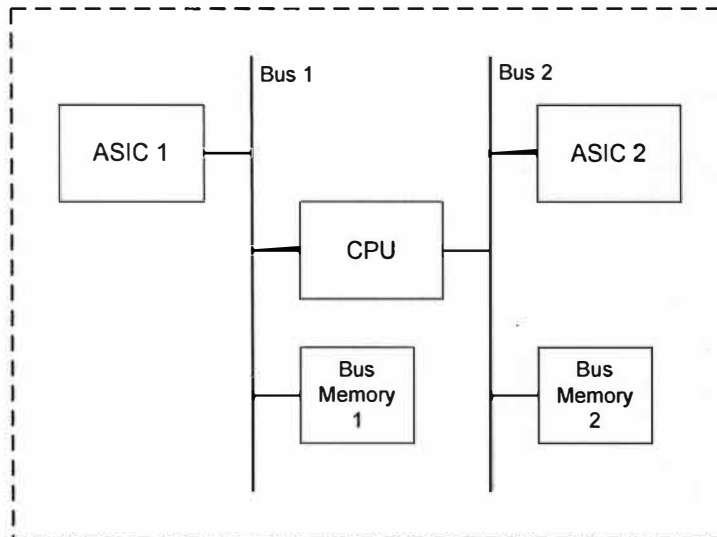 Bus 1
Bus 2
ASIC 1
ASIC 2
CPU
Bus
Memory
1
Bus
Memory
2